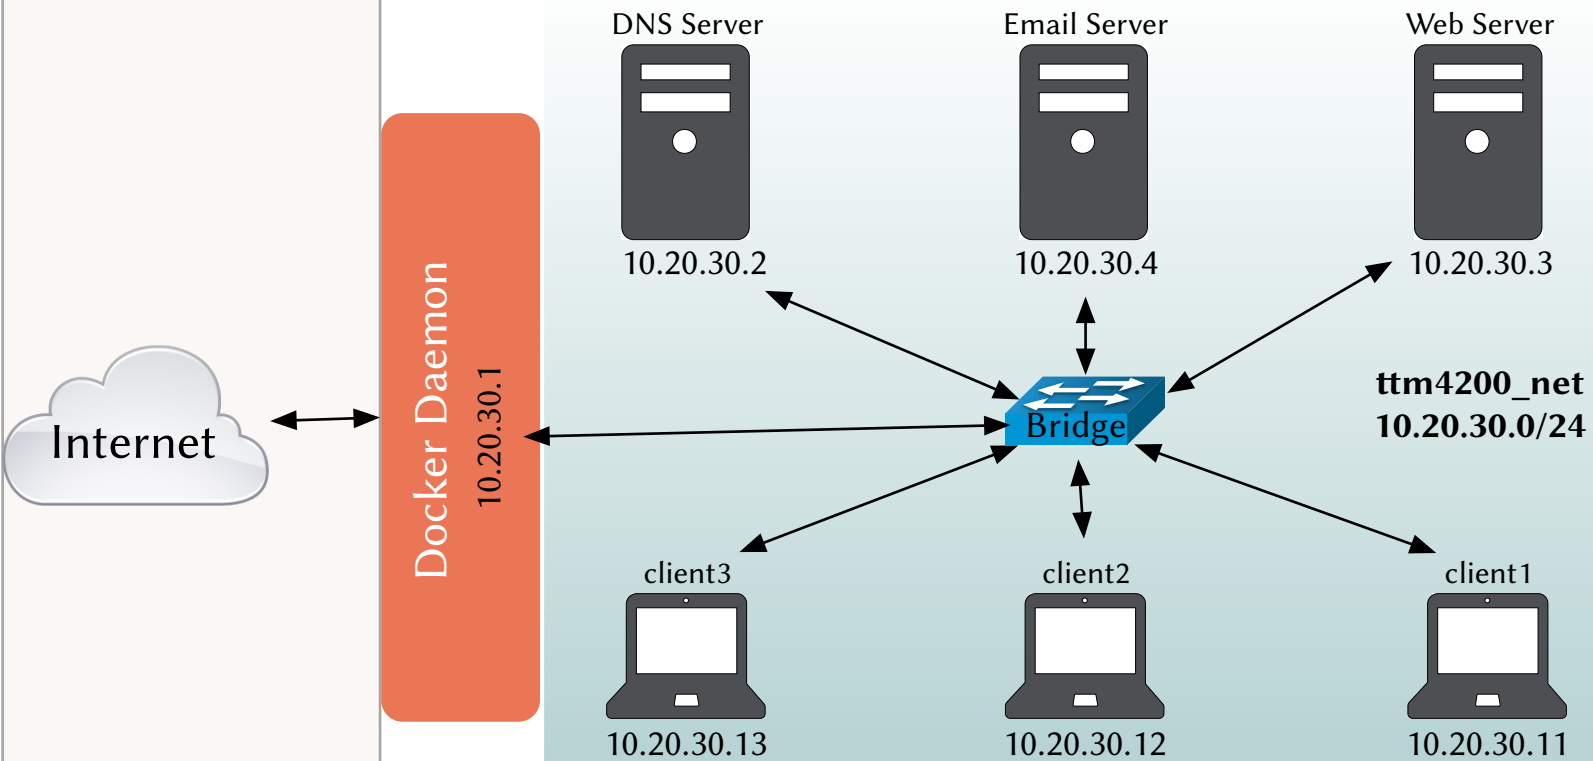 DNS Server
Email Server
Web Server
10.20.30.2
10.20.30.4
10.20.30.3
Internet
Docker Daemon
10.20.30.1
Bridge
ttm4200_net
10.20.30.0/24
client3
client2
client1
10.20.30.13
10.20.30.12
10.20.30.11